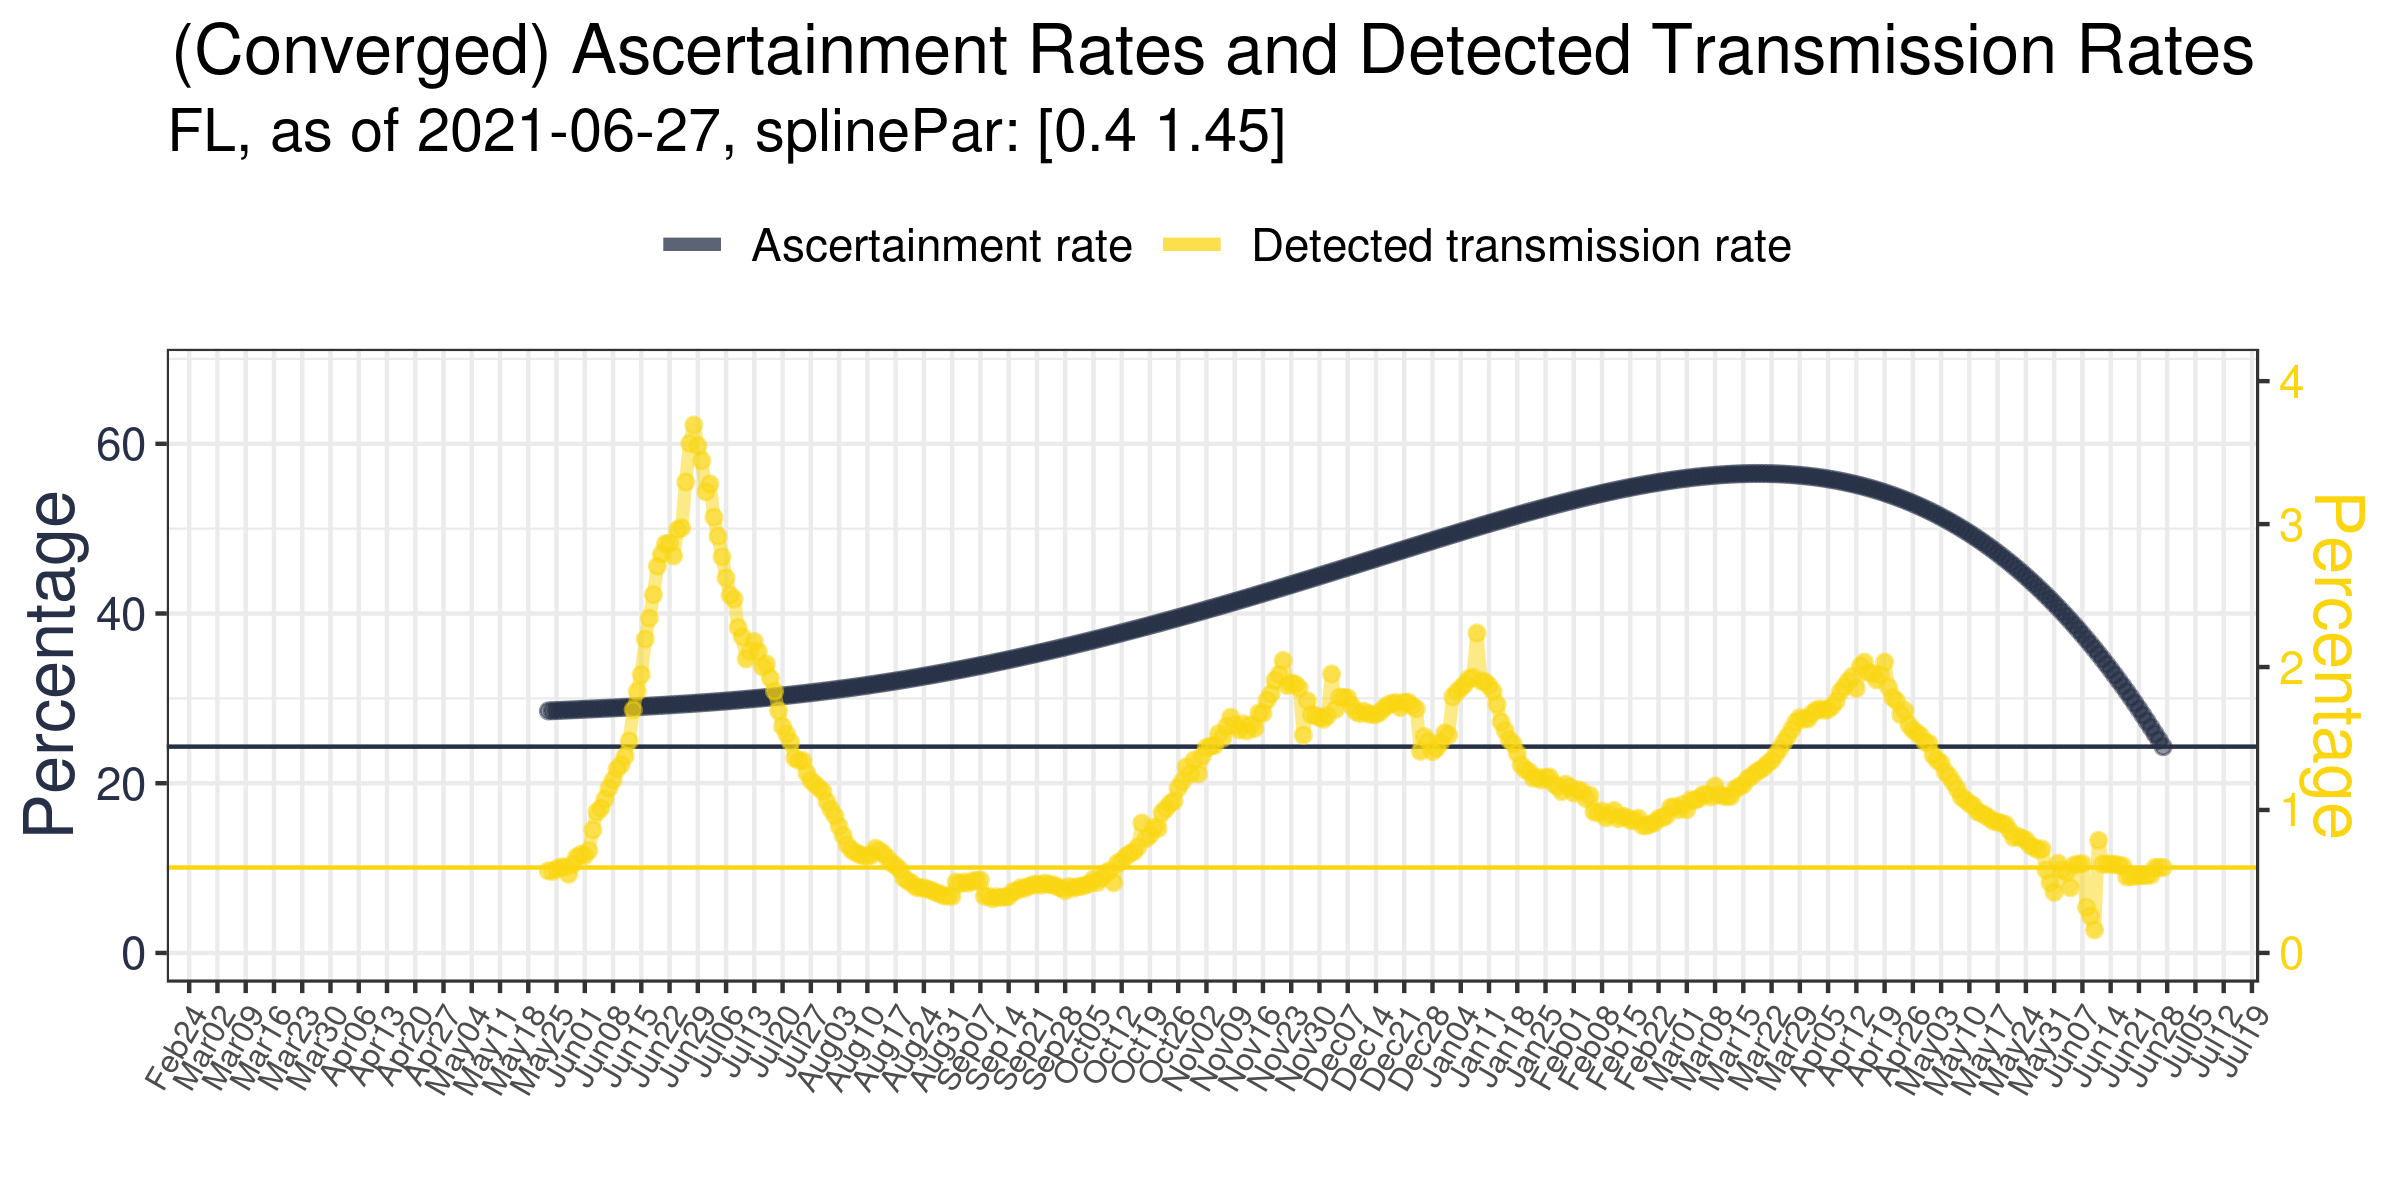 (Converged) Ascertainment Rates and Detected Transmission Rates
FL, as of 2021-06-27, splinePar: [0.4 1.45]
Ascertainment rate
Detected transmission rate
Percentage
60
40
20
0
4
3
2
1
0
Percentage
Feb24
Mar02
Mar09
Mar16
Mar23
Mar30
Apr06
Apr13
Apr20
Apr27
May04
May11
May18
May25
Jun01
Jun08
Jun15
Jun22
Jun29
Jul06
Jul13
Jul20
Jul27
Aug03
Aug10
Aug17
Aug24
Aug31
Sep07
Sep14
Sep21
Sep28
Oct05
Oct12
Oct19
Oct26
Nov02
Nov09
Nov16
Nov23
Nov30
Dec07
Dec14
Dec21
Dec28
Jan04
Jan11
Jan18
Jan25
Feb01
Feb08
Feb15
Feb22
Mar01
Mar08
Mar15
Mar22
Mar29
Apr05
Apr12
Apr19
Apr26
May03
May10
May17
May24
May31
Jun07
Jun14
Jun21
Jun28
Jul05
Jul12
Jul19